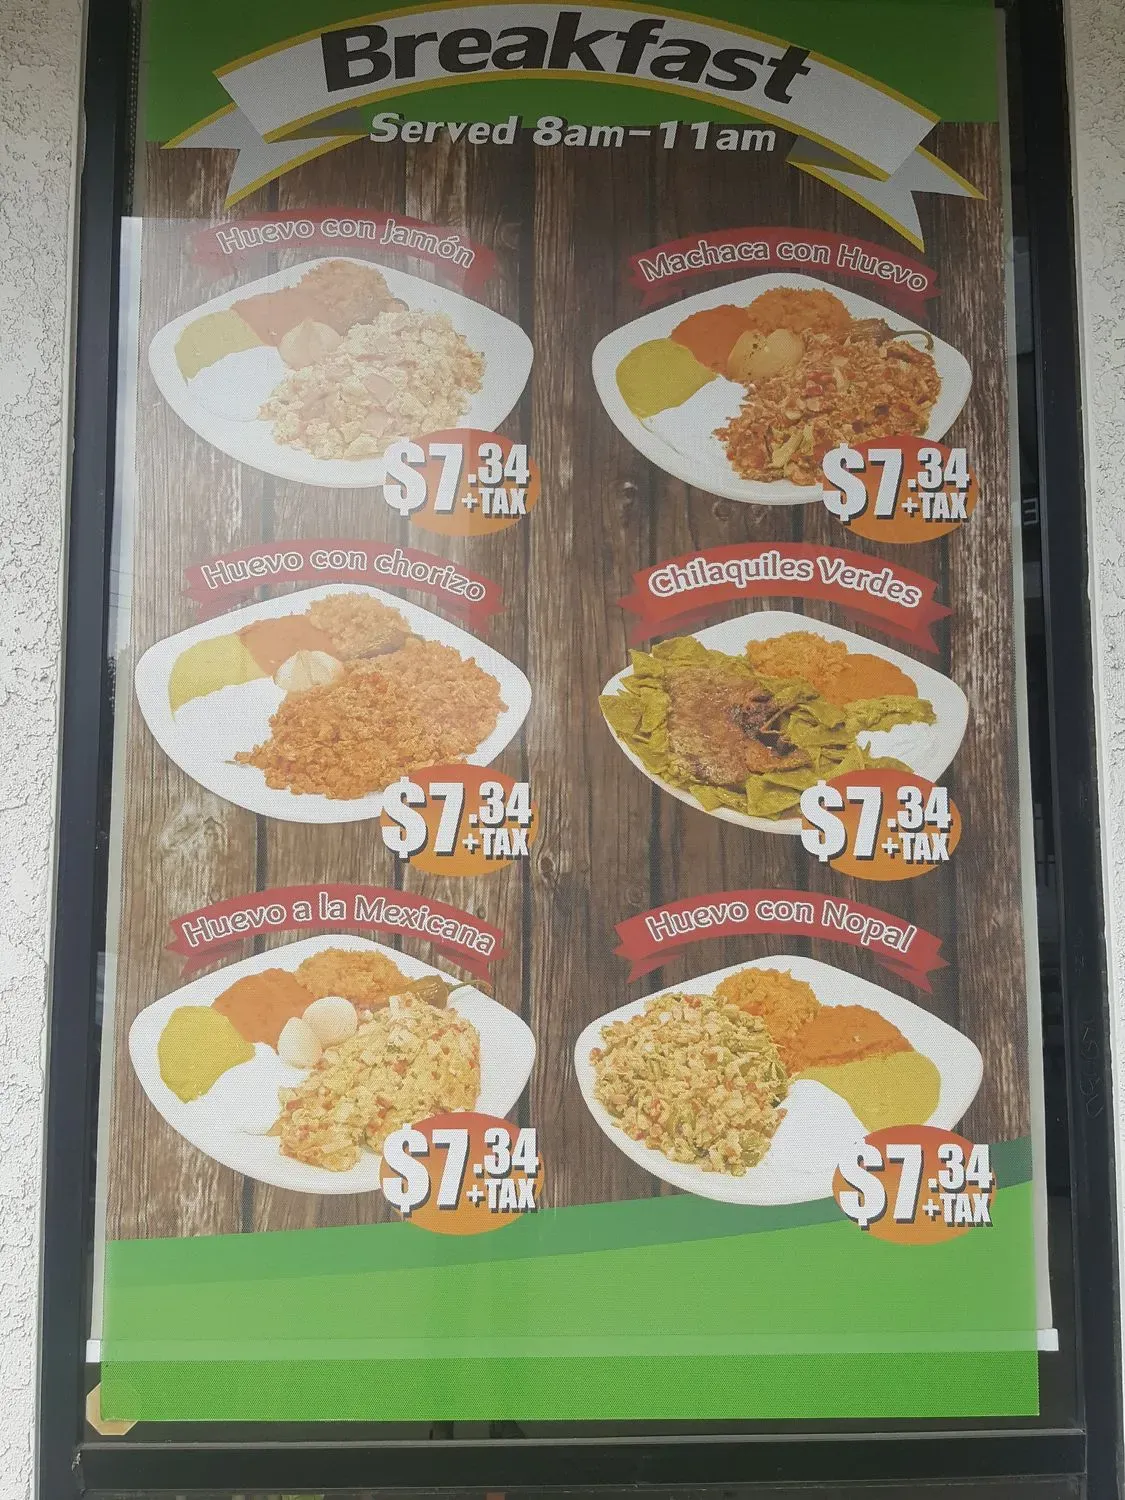 Breakfast
Served 8am-11am
Huevo con Jamón
$7.34
+TAX
Machaca con Huevo
$7.34
+TAX
Huevo con chorizo
$7.34
+TAX
Chilaquiles Verdes
$7.34
+TAX
Huevo a la Mexicana
$7.34
+TAX
Huevo con Nopal
$7.34
+TAX